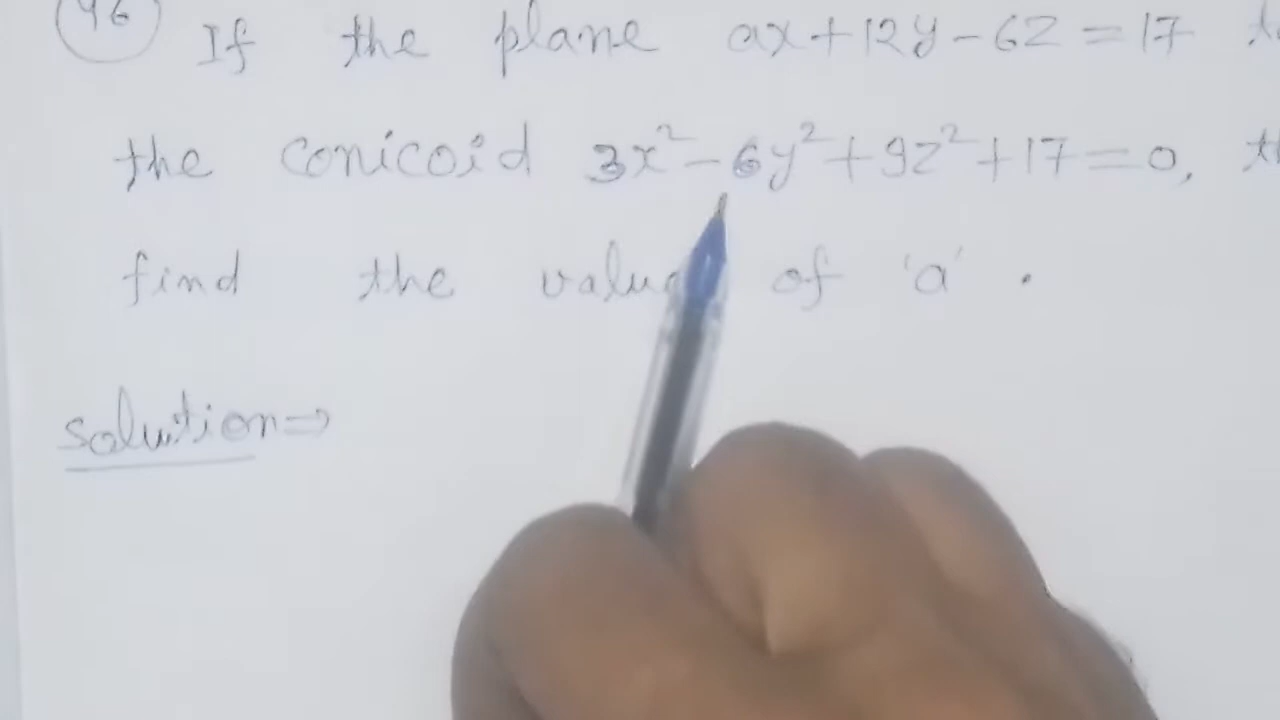 46 If the plane ax+12y-6z=17
the conicoid 3x²-6y²+9z²+17=0,
find the value of 'a' .
Solution⇒